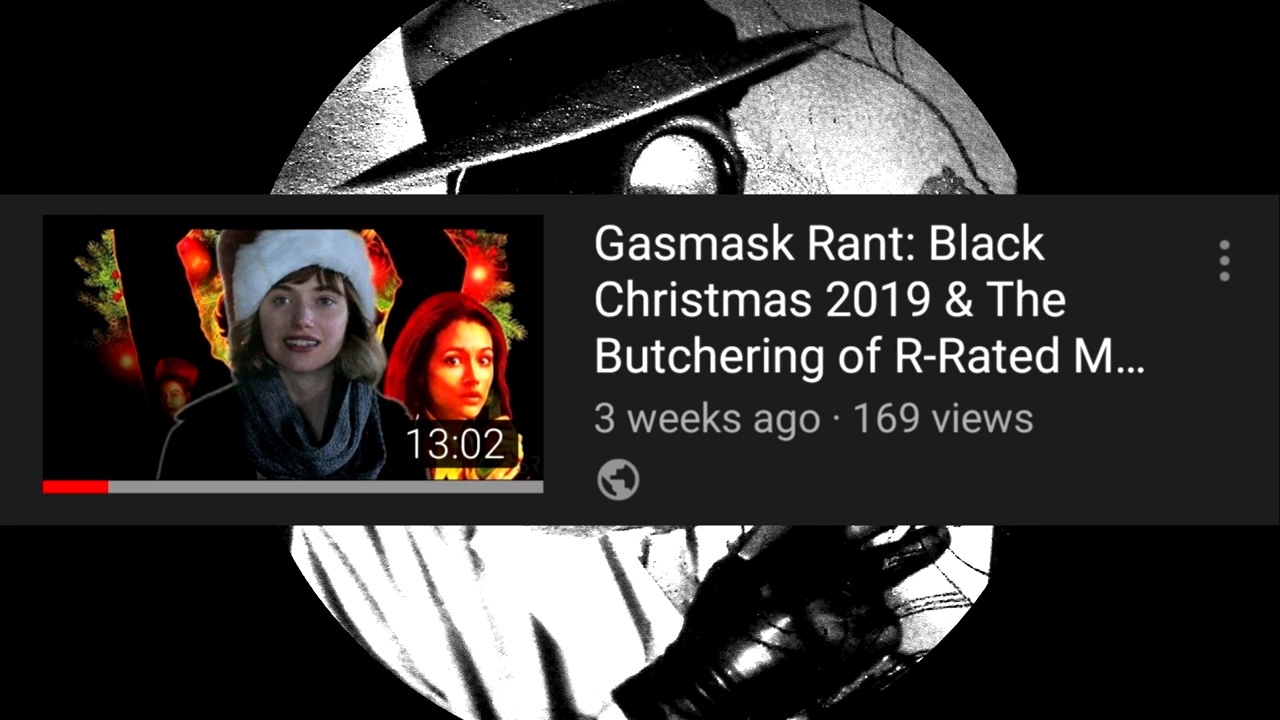 Gasmask Rant: Black
Christmas 2019 & The
Butchering of R-Rated M...
3 weeks ago · 169 views
13:02